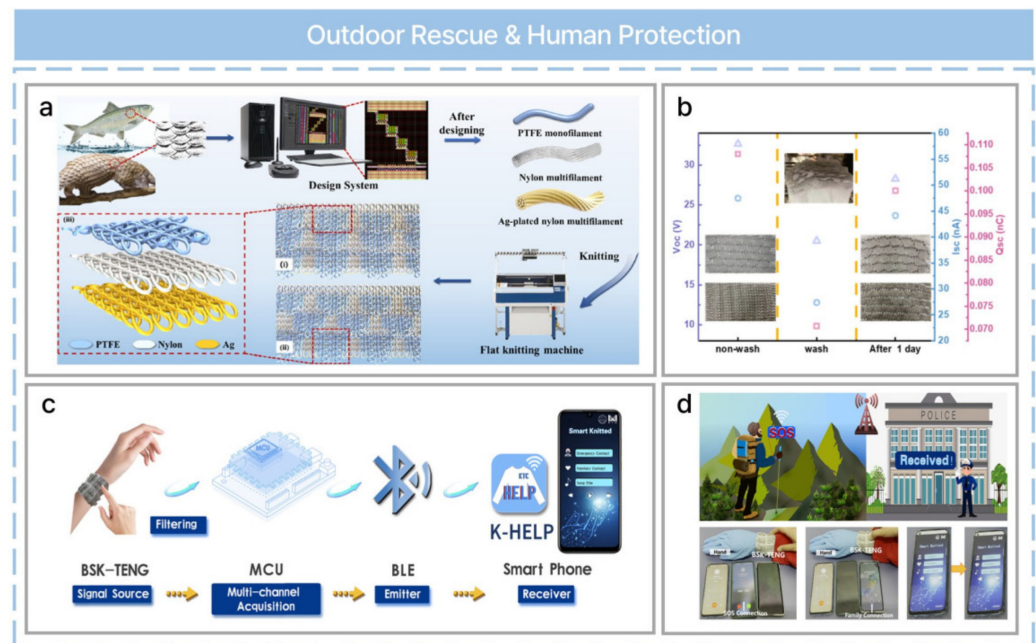 Outdoor Rescue & Human Protection
a
Design System
After
designing
PTFE monofilament
Nylon multifilament
Ag-plated nylon multifilament
Knitting
(iii)
(i)
(ii)
PTFE
Nylon
Ag
Flat knitting machine
b
Voc (V)
30
25
20
15
10
60
55
50
45
40
35
30
25
20
Isc (nA)
0.110
0.105
0.100
0.095
0.090
0.085
0.080
0.075
0.070
Qsc (nC)
non-wash
wash
After 1 day
c
MCU
Filtering
KYC
HELP
K-HELP
Smart Knitted
Emergency Contact
BSK-TENG
Signal Source
MCU
Multi-channel
Acquisition
BLE
Emitter
Smart Phone
Receiver
d
SOS
POLICE
Received!
Hand
BSK-TENG
SOS Connection
Hand
BSK-TENG
Family Connection